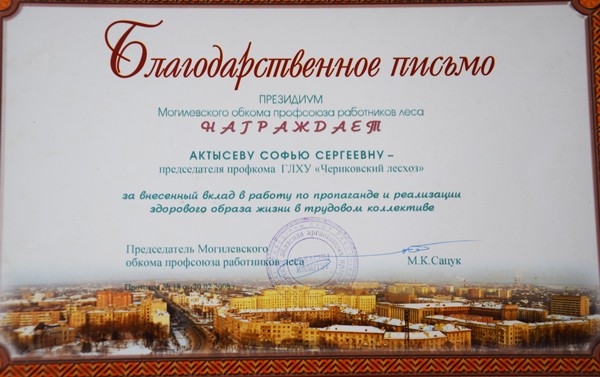 Благодарственное письмо
ПРЕЗИДИУМ
Могилевского обкома профсоюза работников леса
НАГРАЖДАЕТ
АКТЫСЕВУ СОФЬЮ СЕРГЕЕВНУ –
председателя профкома ГЛХУ «Чериковский лесхоз»
за внесенный вклад в работу по пропаганде и реализации
здорового образа жизни в трудовом коллективе
Председатель Могилевского
обкома профсоюза работников леса
М.К.Сацук